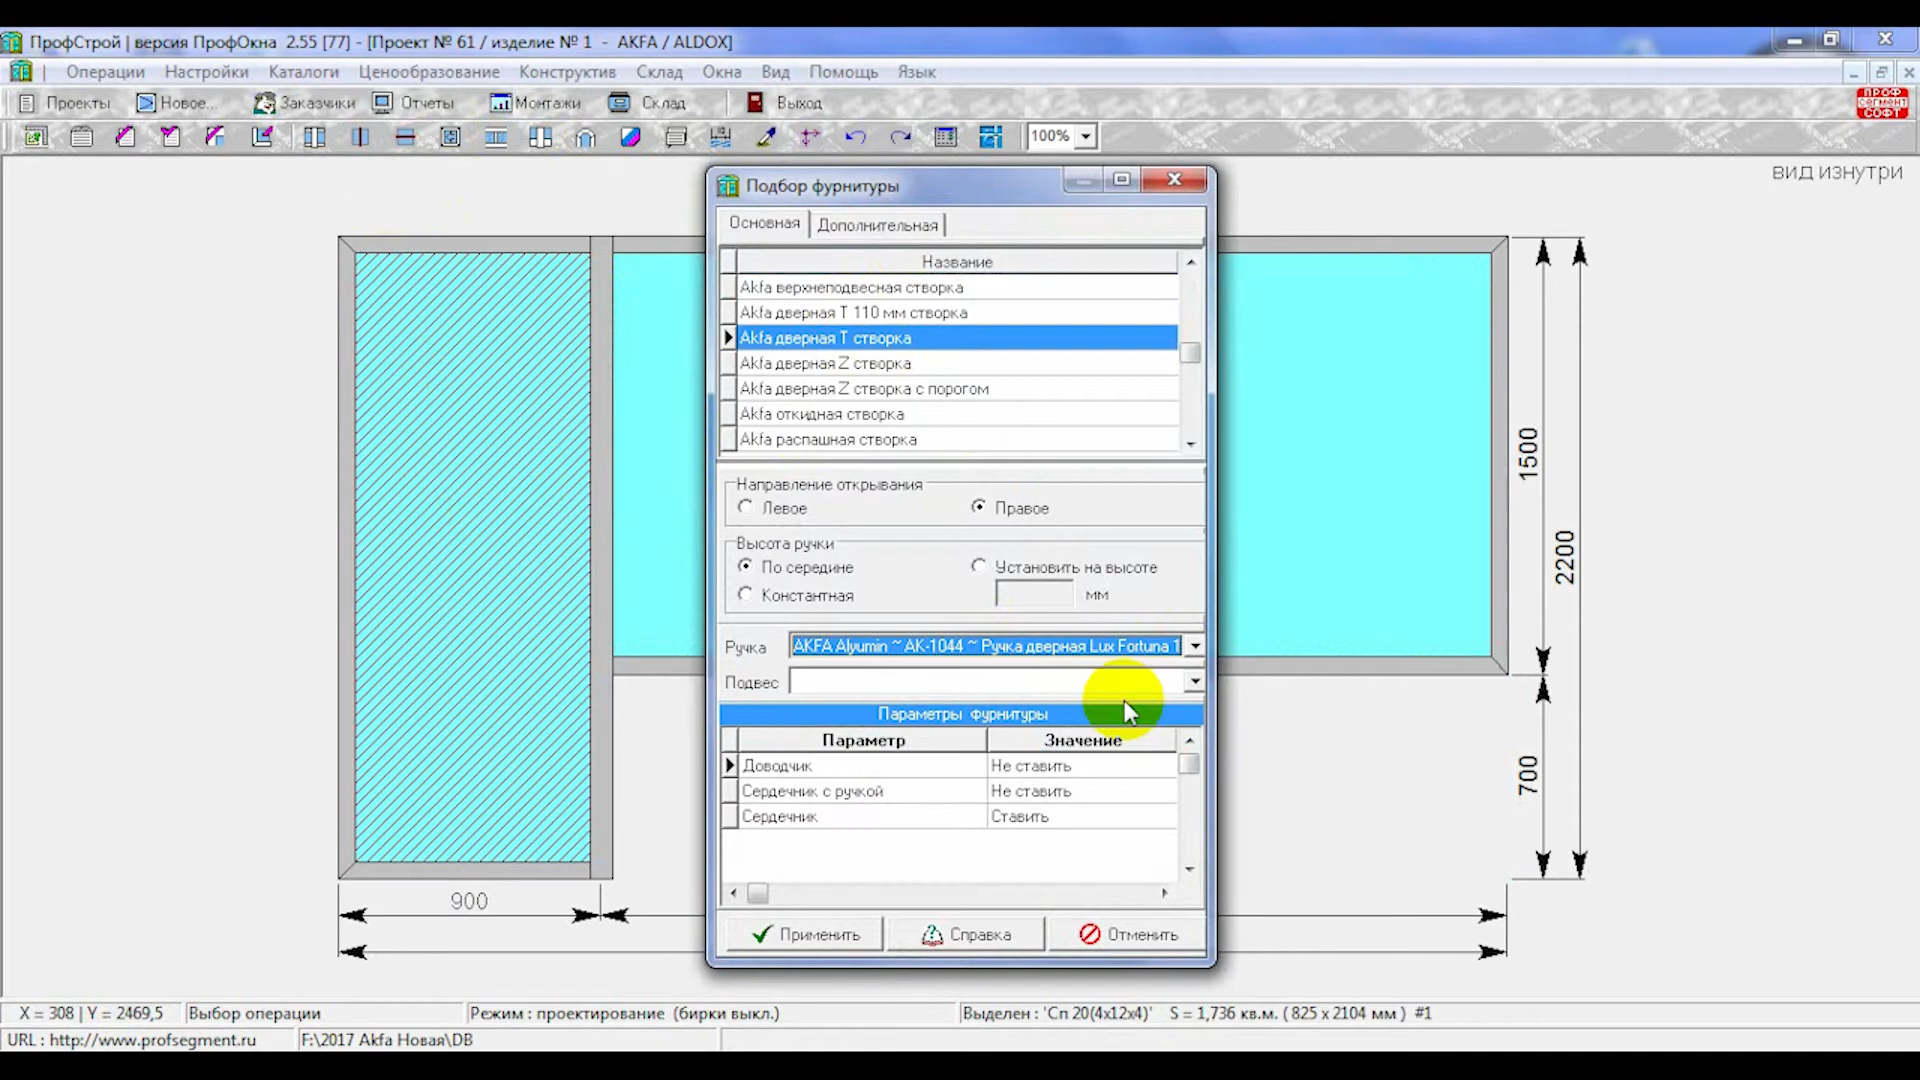 ПрофСтрой | версия ПрофОкна 2.55 [77] - [Проект № 61 / изделие № 1 - AKFA / ALDOX]
Операции Настройки Каталоги Ценообразование Конструктив Склад Окна Вид Помощь Язык
Проекты Новое... Заказчики Отчеты Монтажи Склад Выход
ПРОФ
сегмент
СОФТ
100%
вид изнутри
Подбор фурнитуры
Основная Дополнительная
Название
Akfa верхнеподвесная створка
Akfa дверная Т 110 мм створка
Akfa дверная Т створка
Akfa дверная Z створка
Akfa дверная Z створка с порогом
Akfa откидная створка
Akfa распашная створка
Направление открывания
Левое Правое
Высота ручки
По середине Установить на высоте
Константная мм
Ручка AKFA Alyumin ~ AK-1044 ~ Ручка дверная Lux Fortuna 1
Подвес
Параметры фурнитуры
Параметр Значение
Доводчик Не ставить
Сердечник с ручкой Не ставить
Сердечник Ставить
Применить Справка Отменить
1500
2200
700
900
X = 308 | Y = 2469,5 Выбор операции Режим : проектирование (бирки выкл.) Выделен : 'Сп 20(4x12x4)' S = 1,736 кв.м. ( 825 x 2104 мм ) #1
URL : http://www.profsegment.ru F:\2017 Akfa Новая\DB